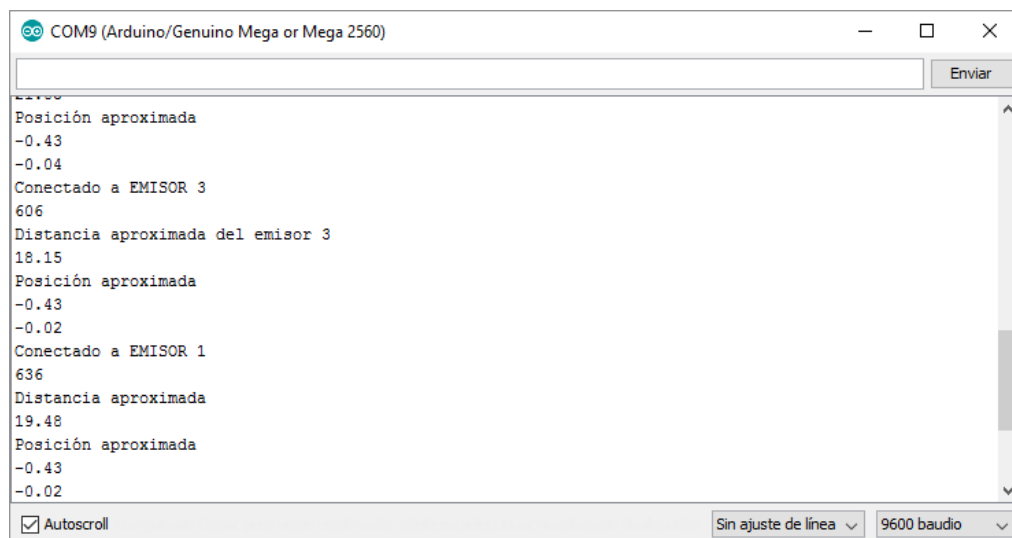 COM9 (Arduino/Genuino Mega or Mega 2560)
Enviar
Posición aproximada
-0.43
-0.04
Conectado a EMISOR 3
606
Distancia aproximada del emisor 3
18.15
Posición aproximada
-0.43
-0.02
Conectado a EMISOR 1
636
Distancia aproximada
19.48
Posición aproximada
-0.43
-0.02
Autoscroll
Sin ajuste de línea
9600 baudio